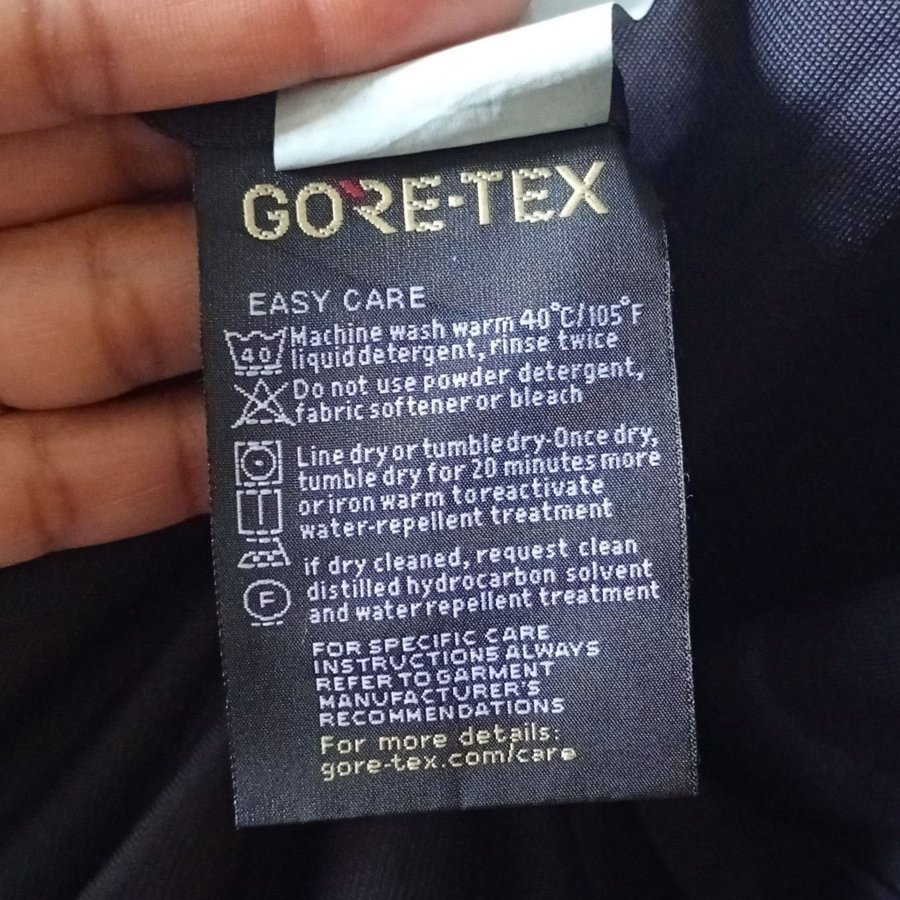 GORE-TEX
EASY CARE
40
Machine wash warm 40°C/105°F
liquid detergent, rinse twice
Do not use powder detergent,
fabric softener or bleach
Line dry or tumble dry-Once dry,
tumble dry for 20 minutes more
or iron warm to reactivate
water-repellent treatment
if dry cleaned, request clean
F
distilled hydrocarbon solvent
and water repellent treatment
FOR SPECIFIC CARE
INSTRUCTIONS ALWAYS
REFER TO GARMENT
MANUFACTURER'S
RECOMMENDATIONS
For more details:
gore-tex.com/care